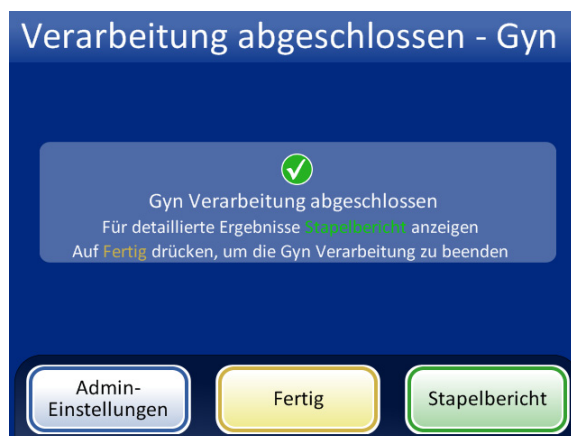 Verarbeitung abgeschlossen - Gyn
Gyn Verarbeitung abgeschlossen
Für detaillierte Ergebnisse Stapelbericht anzeigen
Auf Fertig drücken, um die Gyn Verarbeitung zu beenden
Admin-
Einstellungen
Fertig
Stapelbericht